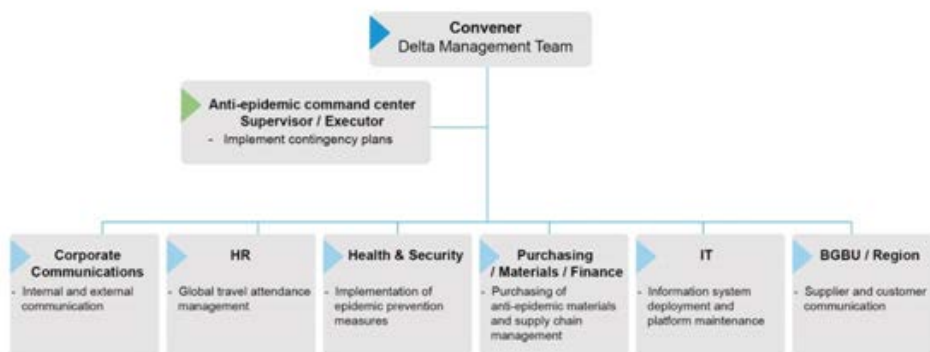 Convener
Delta Management Team
Anti-epidemic command center
Supervisor / Executor
- Implement contingency plans
Corporate
Communications
- Internal and external
communication
HR
- Global travel attendance
management
Health & Security
- Implementation of
epidemic prevention
measures
Purchasing
/ Materials / Finance
- Purchasing of
anti-epidemic materials
and supply chain
management
IT
- Information system
deployment and
platform maintenance
BGBU / Region
- Supplier and customer
communication